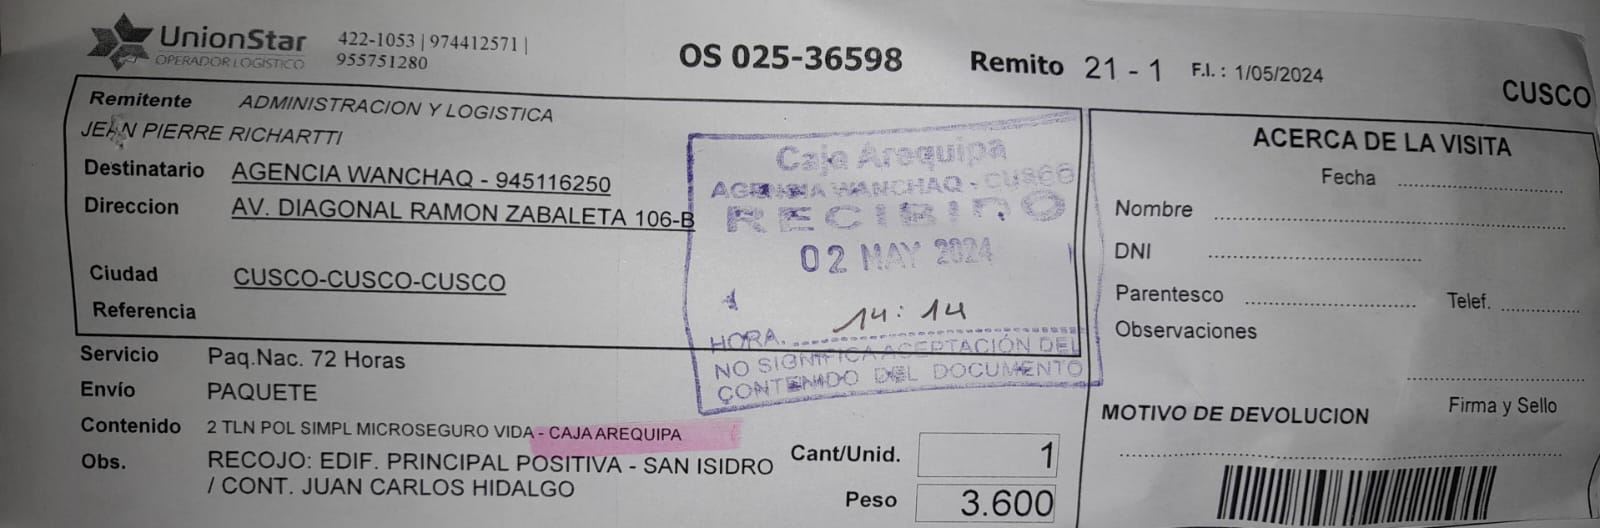 UnionStar
OPERADOR LOGÍSTICO
422-1053 | 974412571 |
955751280
OS 025-36598
Remito 21 - 1 F.I. : 1/05/2024
CUSCO
Remitente ADMINISTRACION Y LOGISTICA
JEAN PIERRE RICHARTTI
Destinatario AGENCIA WANCHAQ - 945116250
Direccion AV. DIAGONAL RAMON ZABALETA 106-B
Ciudad CUSCO-CUSCO-CUSCO
Referencia
Caja Arequipa
AGENCIA WANCHAQ - CUSCO
RECIBIDO
02 MAY 2024
HORA. 14:14
NO SIGNIFICA ACEPTACIÓN DEL
CONTENIDO DEL DOCUMENTO
Servicio Paq.Nac. 72 Horas
Envío PAQUETE
Contenido 2 TLN POL SIMPL MICROSEGURO VIDA - CAJA AREQUIPA
Obs. RECOJO: EDIF. PRINCIPAL POSITIVA - SAN ISIDRO
/ CONT. JUAN CARLOS HIDALGO
Cant/Unid. 1
Peso 3.600
ACERCA DE LA VISITA
Fecha
Nombre
DNI
Parentesco Telef.
Observaciones
Firma y Sello
MOTIVO DE DEVOLUCION